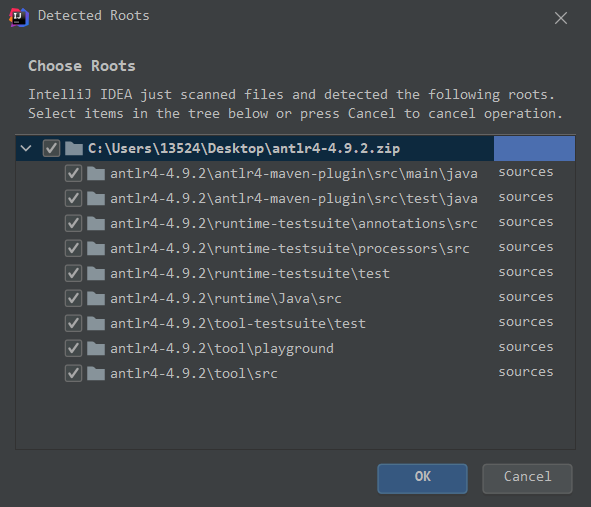 Detected Roots
Choose Roots
IntelliJ IDEA just scanned files and detected the following roots.
Select items in the tree below or press Cancel to cancel operation.
C:\Users\13524\Desktop\antlr4-4.9.2.zip
antlr4-4.9.2\antlr4-maven-plugin\src\main\java sources
antlr4-4.9.2\antlr4-maven-plugin\src\test\java sources
antlr4-4.9.2\runtime-testsuite\annotations\src sources
antlr4-4.9.2\runtime-testsuite\processors\src sources
antlr4-4.9.2\runtime-testsuite\test sources
antlr4-4.9.2\runtime\Java\src sources
antlr4-4.9.2\tool-testsuite\test sources
antlr4-4.9.2\tool\playground sources
antlr4-4.9.2\tool\src sources
OK Cancel